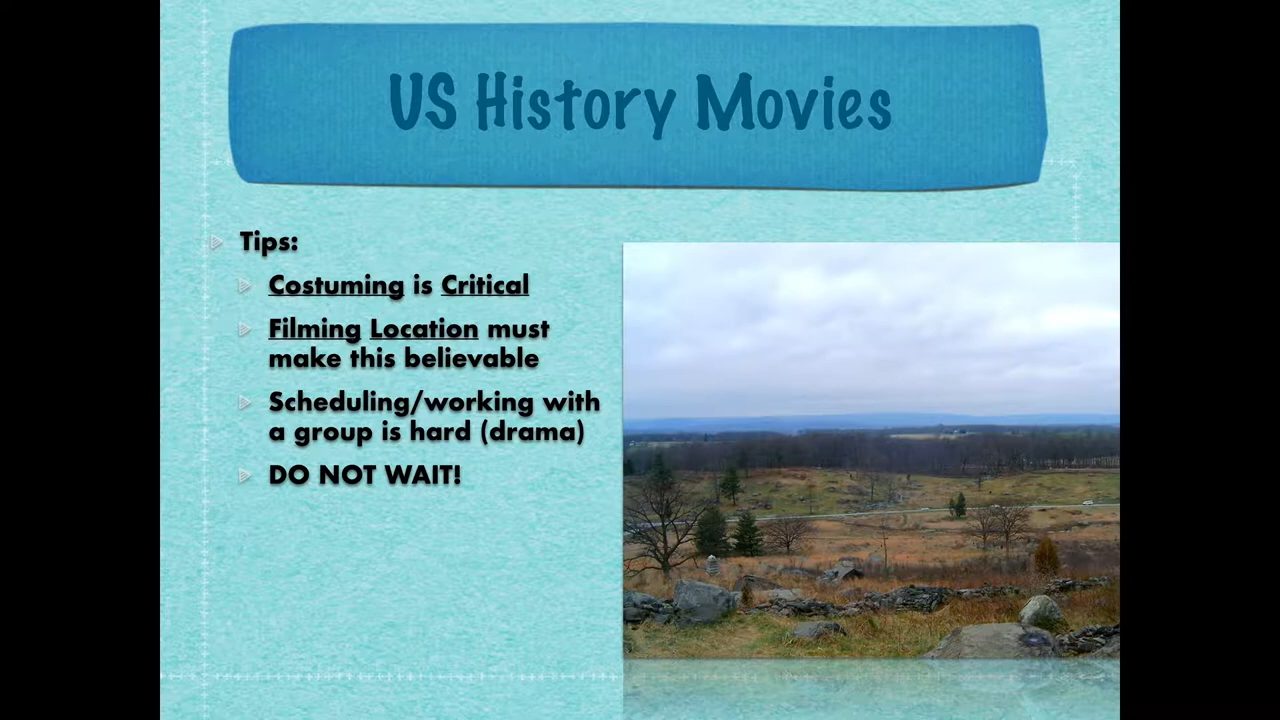 US History Movies
Tips:
Costuming is Critical
Filming Location must
make this believable
Scheduling/working with
a group is hard (drama)
DO NOT WAIT!